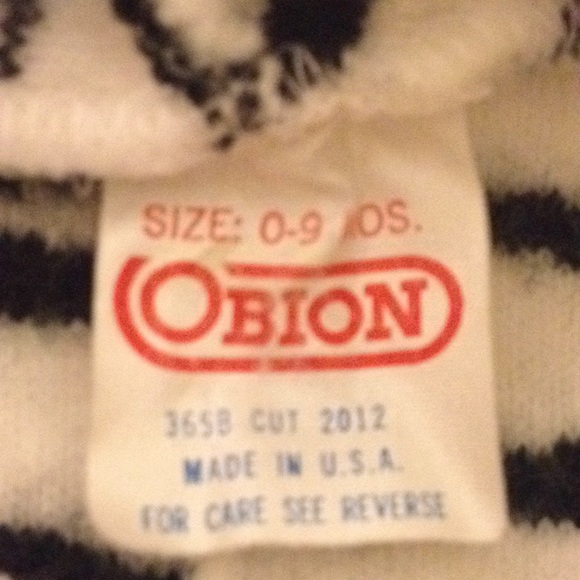 SIZE: 0-9 MOS.
OBION
365B CUT 2012
MADE IN U.S.A.
FOR CARE SEE REVERSE